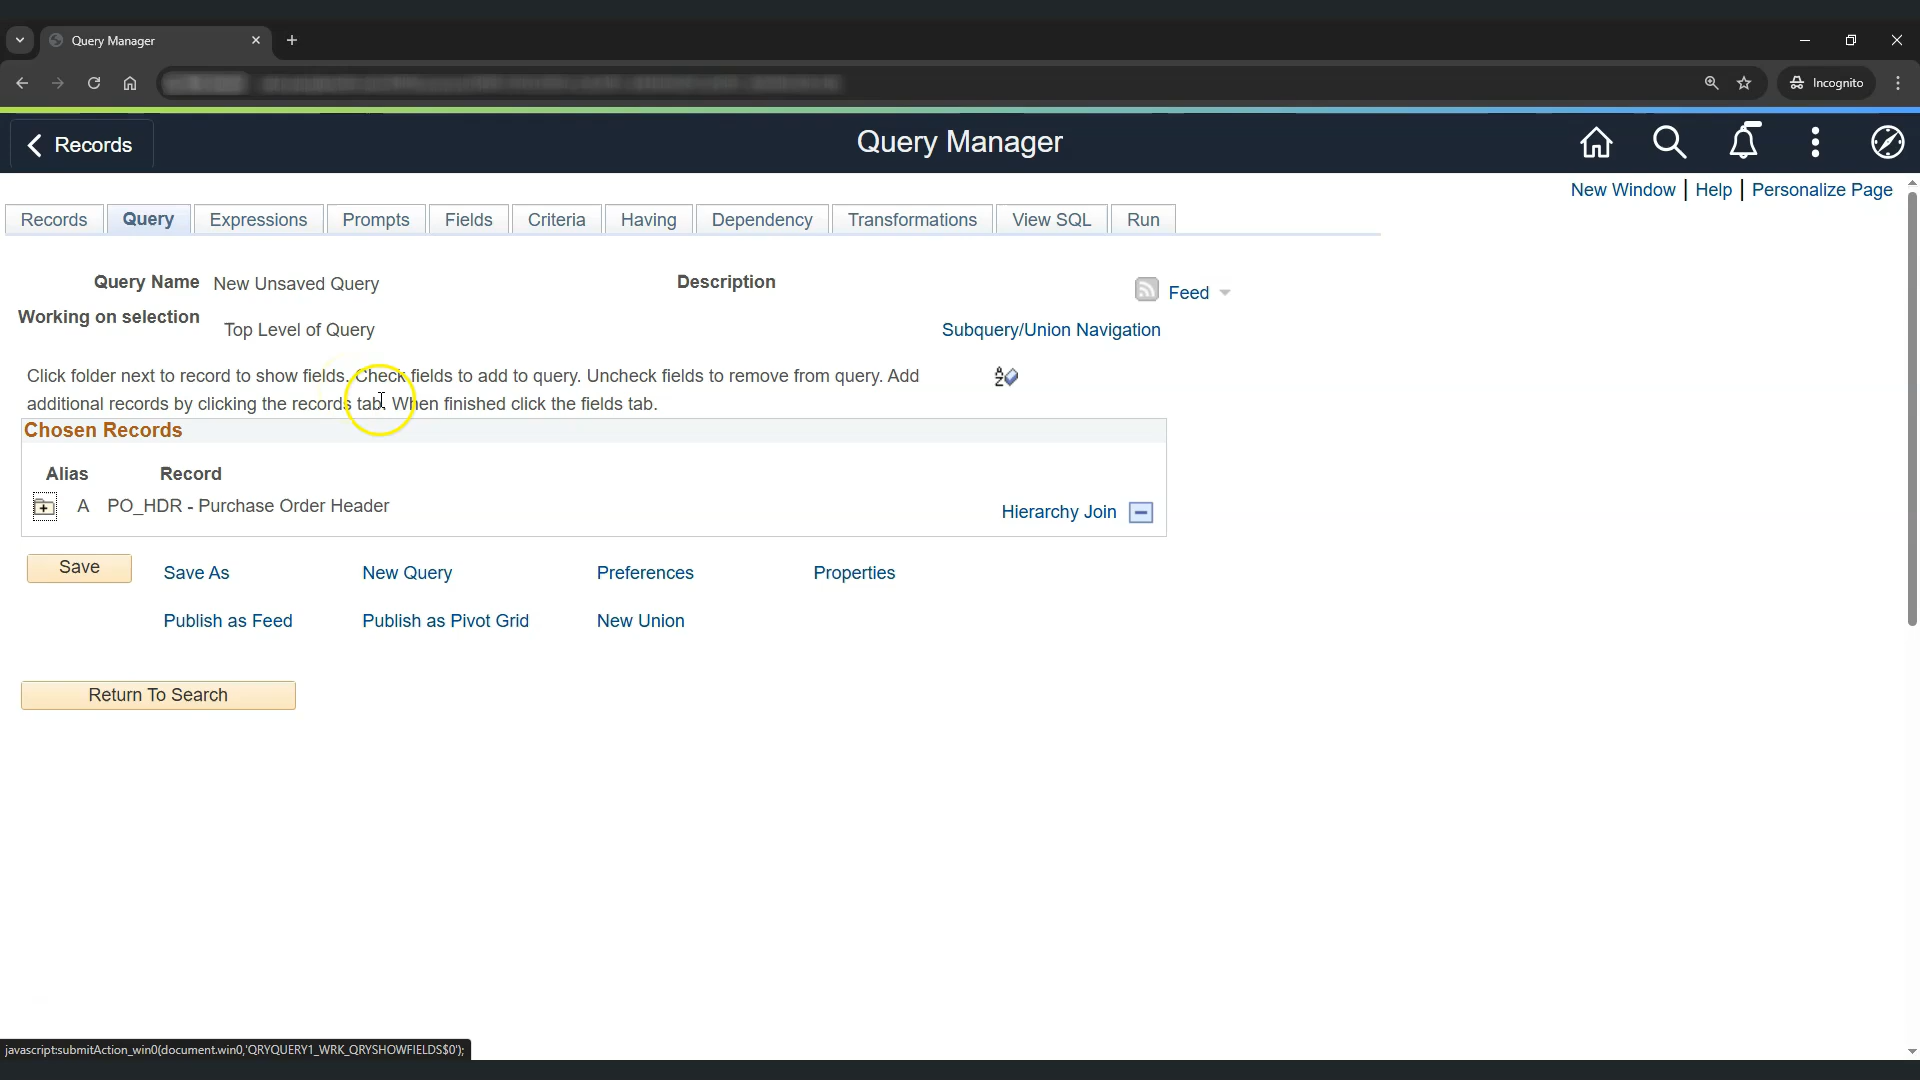 Query Manager
Incognito
Records
Query Manager
New Window Help Personalize Page
Records Query Expressions Prompts Fields Criteria Having Dependency Transformations View SQL Run
Query Name New Unsaved Query Description Feed
Working on selection Top Level of Query Subquery/Union Navigation
Click folder next to record to show fields. Check fields to add to query. Uncheck fields to remove from query. Add
additional records by clicking the records tab. When finished click the fields tab.
Chosen Records
Alias Record
A PO_HDR - Purchase Order Header Hierarchy Join
Save Save As New Query Preferences Properties
Publish as Feed Publish as Pivot Grid New Union
Return To Search
javascript:submitAction_win0(document.win0,'QRYQUERY1_WRK_QRYSHOWFIELDS$0');